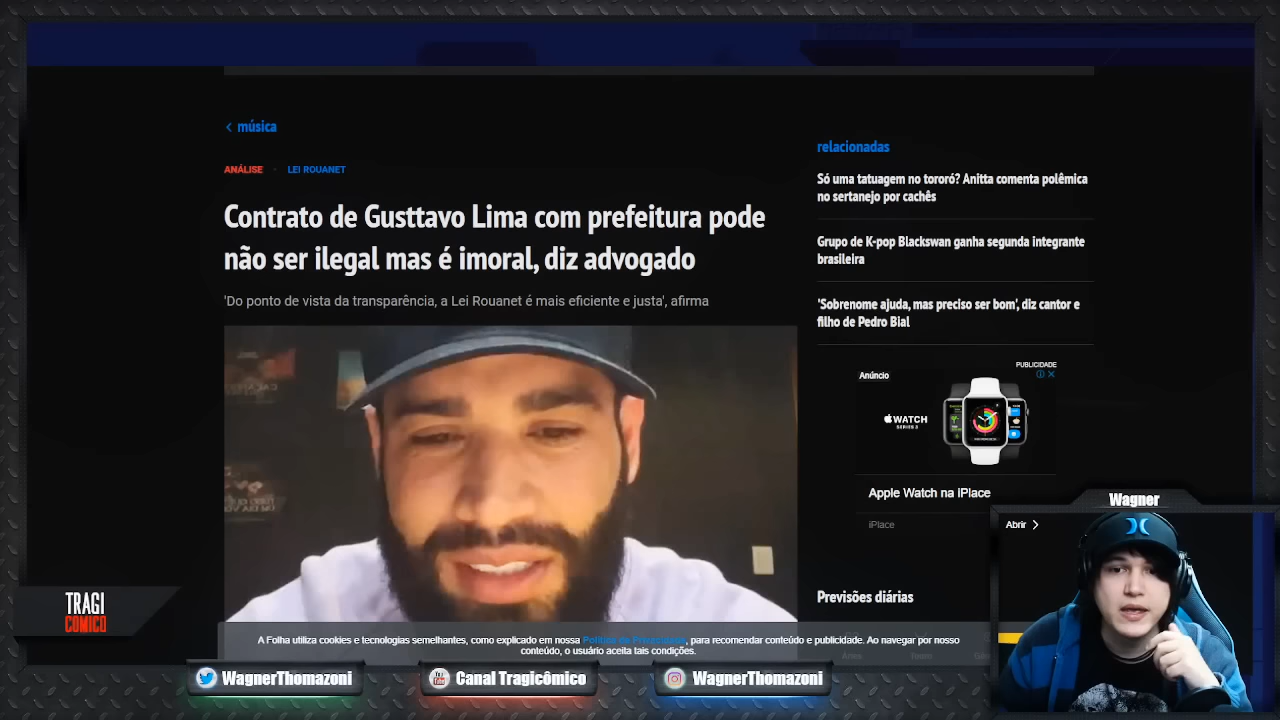 música
ANÁLISE
LEI ROUANET
Contrato de Gusttavo Lima com prefeitura pode
não ser ilegal mas é imoral, diz advogado
'Do ponto de vista da transparência, a Lei Rouanet é mais eficiente e justa', afirma
relacionadas
Só uma tatuagem no tororó? Anitta comenta polêmica
no sertanejo por cachês
Grupo de K-pop Blackswan ganha segunda integrante
brasileira
'Sobrenome ajuda, mas preciso ser bom', diz cantor e
filho de Pedro Bial
PUBLICIDADE
Anúncio
WATCH
SERIES 3
Apple Watch na iPlace
iPlace
Abrir
Previsões diárias
Wagner
TRAGI
CÔMICO
A Folha utiliza cookies e tecnologias semelhantes, como explicado em nossa Política de Privacidade, para recomendar conteúdo e publicidade. Ao navegar por nosso
conteúdo, o usuário aceita tais condições.
WagnerThomazoni
Canal Tragicômico
WagnerThomazoni